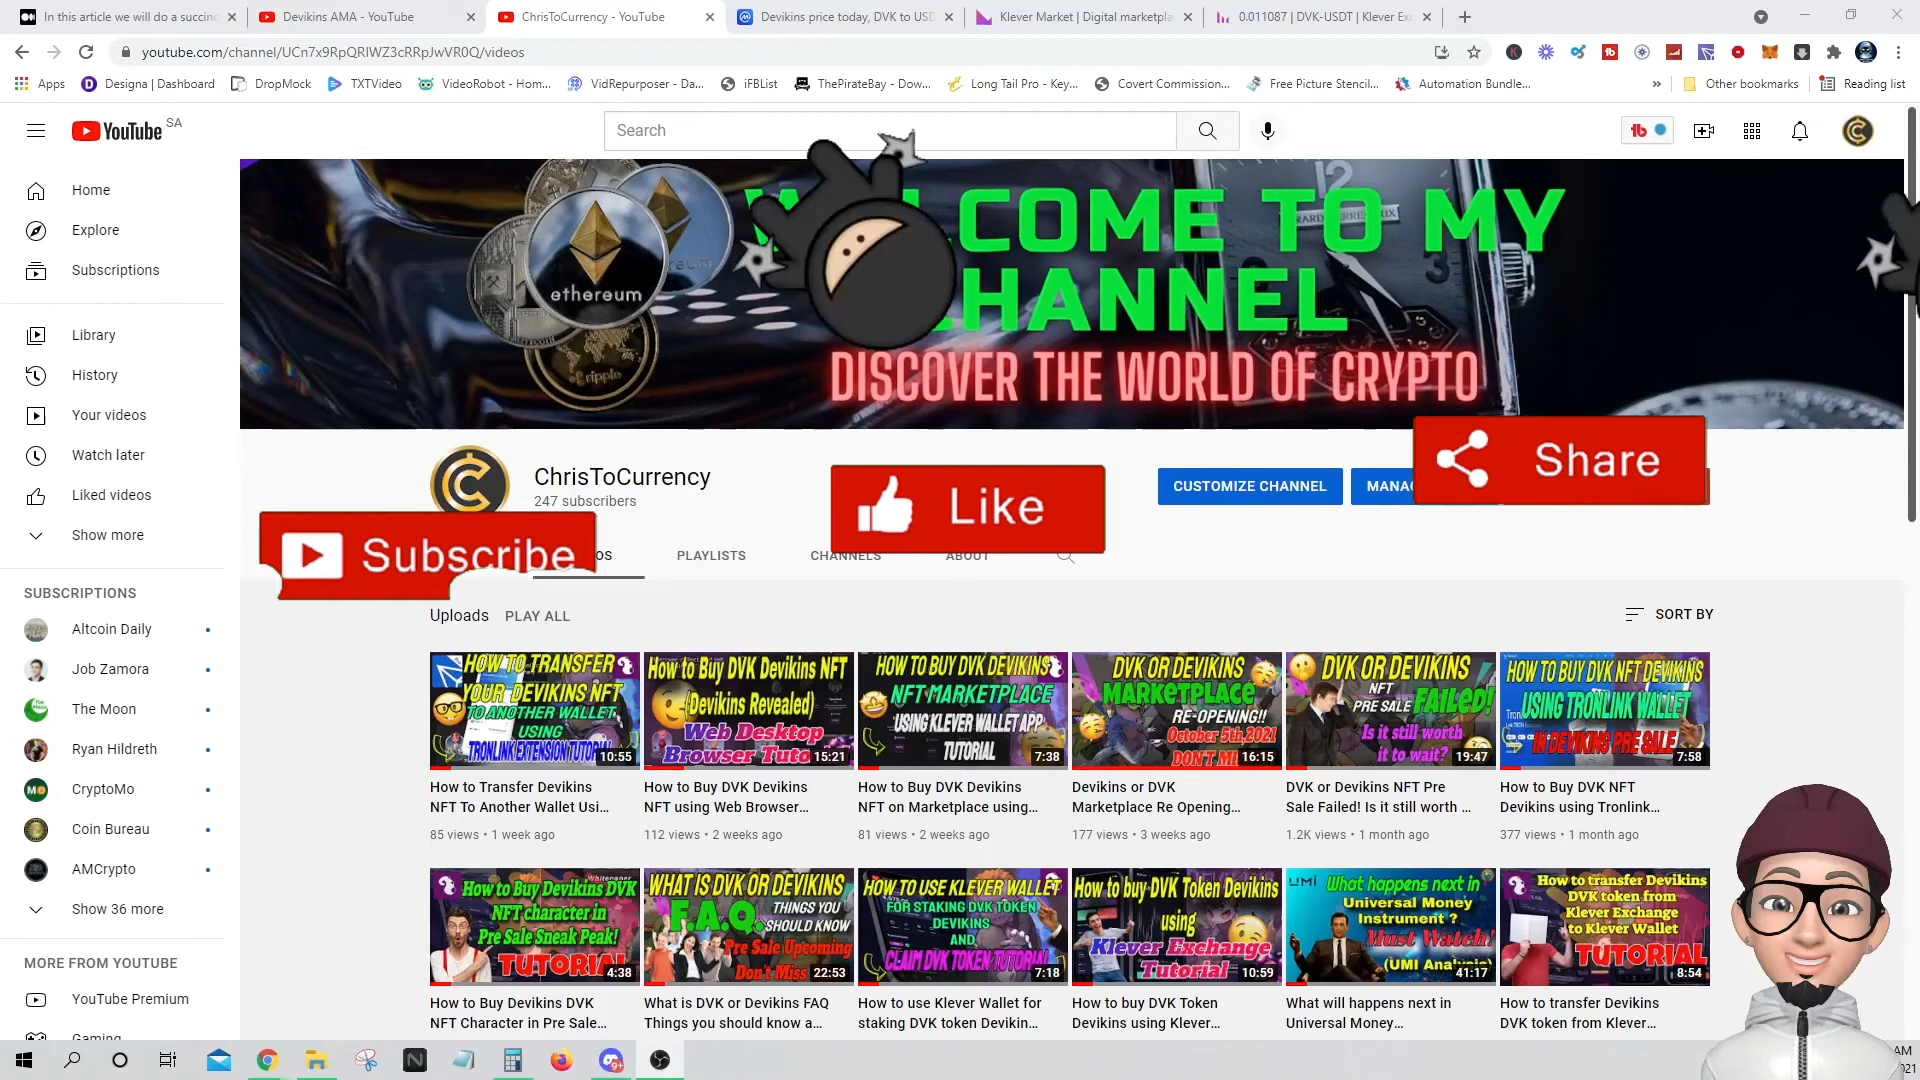 In this article we will do a succinc
Devikins AMA - YouTube
ChrisToCurrency - YouTube
Devikins price today, DVK to USD
Klever Market | Digital marketpla
0.011087 | DVK-USDT | Klever Exc
youtube.com/channel/UCn7x9RpQRIWZ3cRRpJwVR0Q/videos
Apps
Designa | Dashboard
DropMock
TXTVideo
VideoRobot - Hom...
VidRepurposer - Da...
iFBList
ThePirateBay - Dow...
Long Tail Pro - Key...
Covert Commission...
Free Picture Stencil...
Automation Bundle...
Other bookmarks
Reading list
YouTube SA
Search
Home
Explore
Subscriptions
Library
History
Your videos
Watch later
Liked videos
Show more
SUBSCRIPTIONS
Altcoin Daily
Job Zamora
The Moon
Ryan Hildreth
CryptoMo
Coin Bureau
AMCrypto
Show 36 more
MORE FROM YOUTUBE
YouTube Premium
Gaming
COME TO MY
HANNEL
DISCOVER THE WORLD OF CRYPTO
ethereum
ripple
ChrisToCurrency
247 subscribers
CUSTOMIZE CHANNEL
MANA
Share
Like
Subscribe
OS
PLAYLISTS
CHANNELS
ABOUT
Uploads
PLAY ALL
SORT BY
HOW TO TRANSFER
YOUR DEVIKINS NFT
TO ANOTHER WALLET
USING
TRONLINK EXTENSION TUTORIAL
10:55
How to Transfer Devikins
NFT To Another Wallet Usi...
85 views • 1 week ago
How to Buy DVK Devikins NFT
(Devikins Revealed)
Web Desktop
Browser Tuto
15:21
How to Buy DVK Devikins
NFT using Web Browser...
112 views • 2 weeks ago
HOW TO BUY DVK DEVIKINS
NFT MARKETPLACE
USING KLEVER WALLET APP
TUTORIAL
7:38
How to Buy DVK Devikins
NFT on Marketplace using...
81 views • 2 weeks ago
DVK OR DEVIKINS
MARKETPLACE
RE-OPENING!!
October 5th,2021
DON'T MI
16:15
Devikins or DVK
Marketplace Re Opening...
177 views • 3 weeks ago
DVK OR DEVIKINS
NFT
PRE SALE FAILED!
Is it still worth
it to wait?
19:47
DVK or Devikins NFT Pre
Sale Failed! Is it still worth ...
1.2K views • 1 month ago
HOW TO BUY DVK NFT DEVIKINS
USING TRONLINK WALLET
IN DEVIKINS PRE SALE
7:58
How to Buy DVK NFT
Devikins using Tronlink...
377 views • 1 month ago
How to Buy Devikins DVK
NFT character in
Pre Sale Sneak Peak!
TUTORIAL
4:38
How to Buy Devikins DVK
NFT Character in Pre Sale...
WHAT IS DVK OR DEVIKINS
F.A.Q. THINGS YOU
SHOULD KNOW
Pre Sale Upcoming
Don't Miss
22:53
What is DVK or Devikins FAQ
Things you should know a...
HOW TO USE KLEVER WALLET
FOR STAKING DVK TOKEN
DEVIKINS
AND
CLAIM DVK TOKEN TUTORIAL
7:18
How to use Klever Wallet for
staking DVK token Devikin...
How to buy DVK Token Devikins
using
Klever Exchange
Tutorial
10:59
How to buy DVK Token
Devikins using Klever...
UMi
What happens next in
Universal Money
Instrument ?
Must Watch!
(UMI Analysis)
41:17
What will happens next in
Universal Money...
How to transfer Devikins
DVK token from
Klever Exchange
to Klever Wallet
TUTORIAL
8:54
How to transfer Devikins
DVK token from Klever...
AM